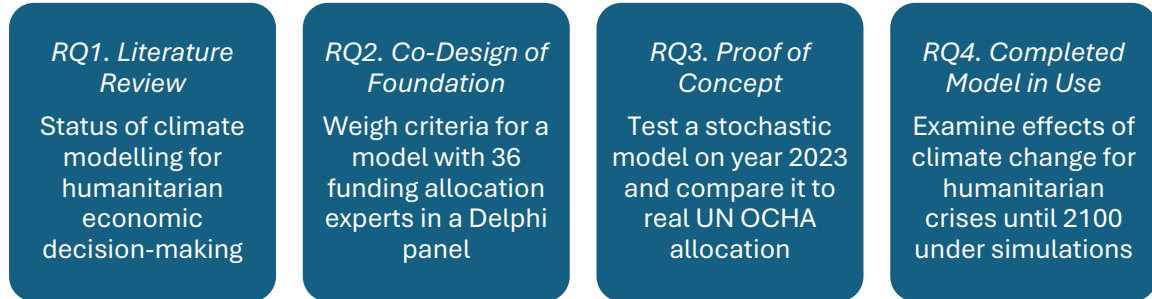 RQ1. Literature
Review
Status of climate
modelling for
humanitarian
economic
decision-making
RQ2. Co-Design of
Foundation
Weigh criteria for a
model with 36
funding allocation
experts in a Delphi
panel
RQ3. Proof of
Concept
Test a stochastic
model on year 2023
and compare it to
real UN OCHA
allocation
RQ4. Completed
Model in Use
Examine effects of
climate change for
humanitarian
crises until 2100
under simulations